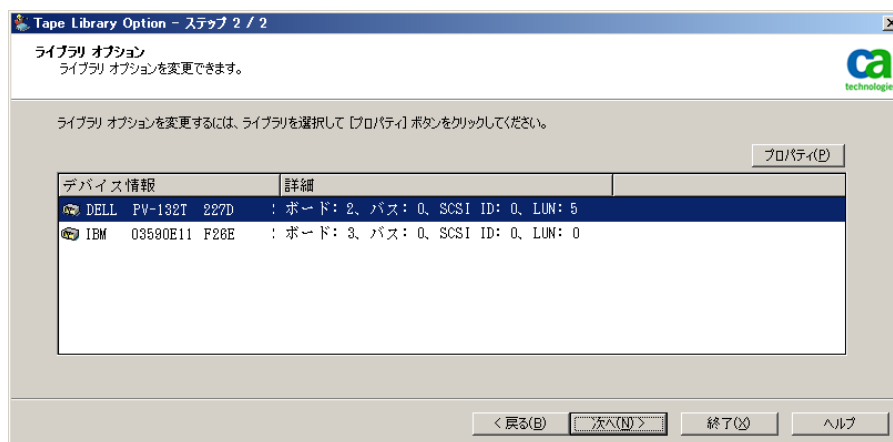 Tape Library Option - ステップ 2 / 2
ライブラリ オプション
ライブラリ オプションを変更できます。
ca
technologies
ライブラリ オプションを変更するには、ライブラリを選択して [プロパティ] ボタンをクリックしてください。
プロパティ(P)
デバイス情報 詳細
DELL PV-132T 227D : ボード: 2、バス: 0、SCSI ID: 0、LUN: 5
IBM 03590E11 F26E : ボード: 3、バス: 0、SCSI ID: 0、LUN: 0
< 戻る(B) 次へ(N) > 終了(X) ヘルプ